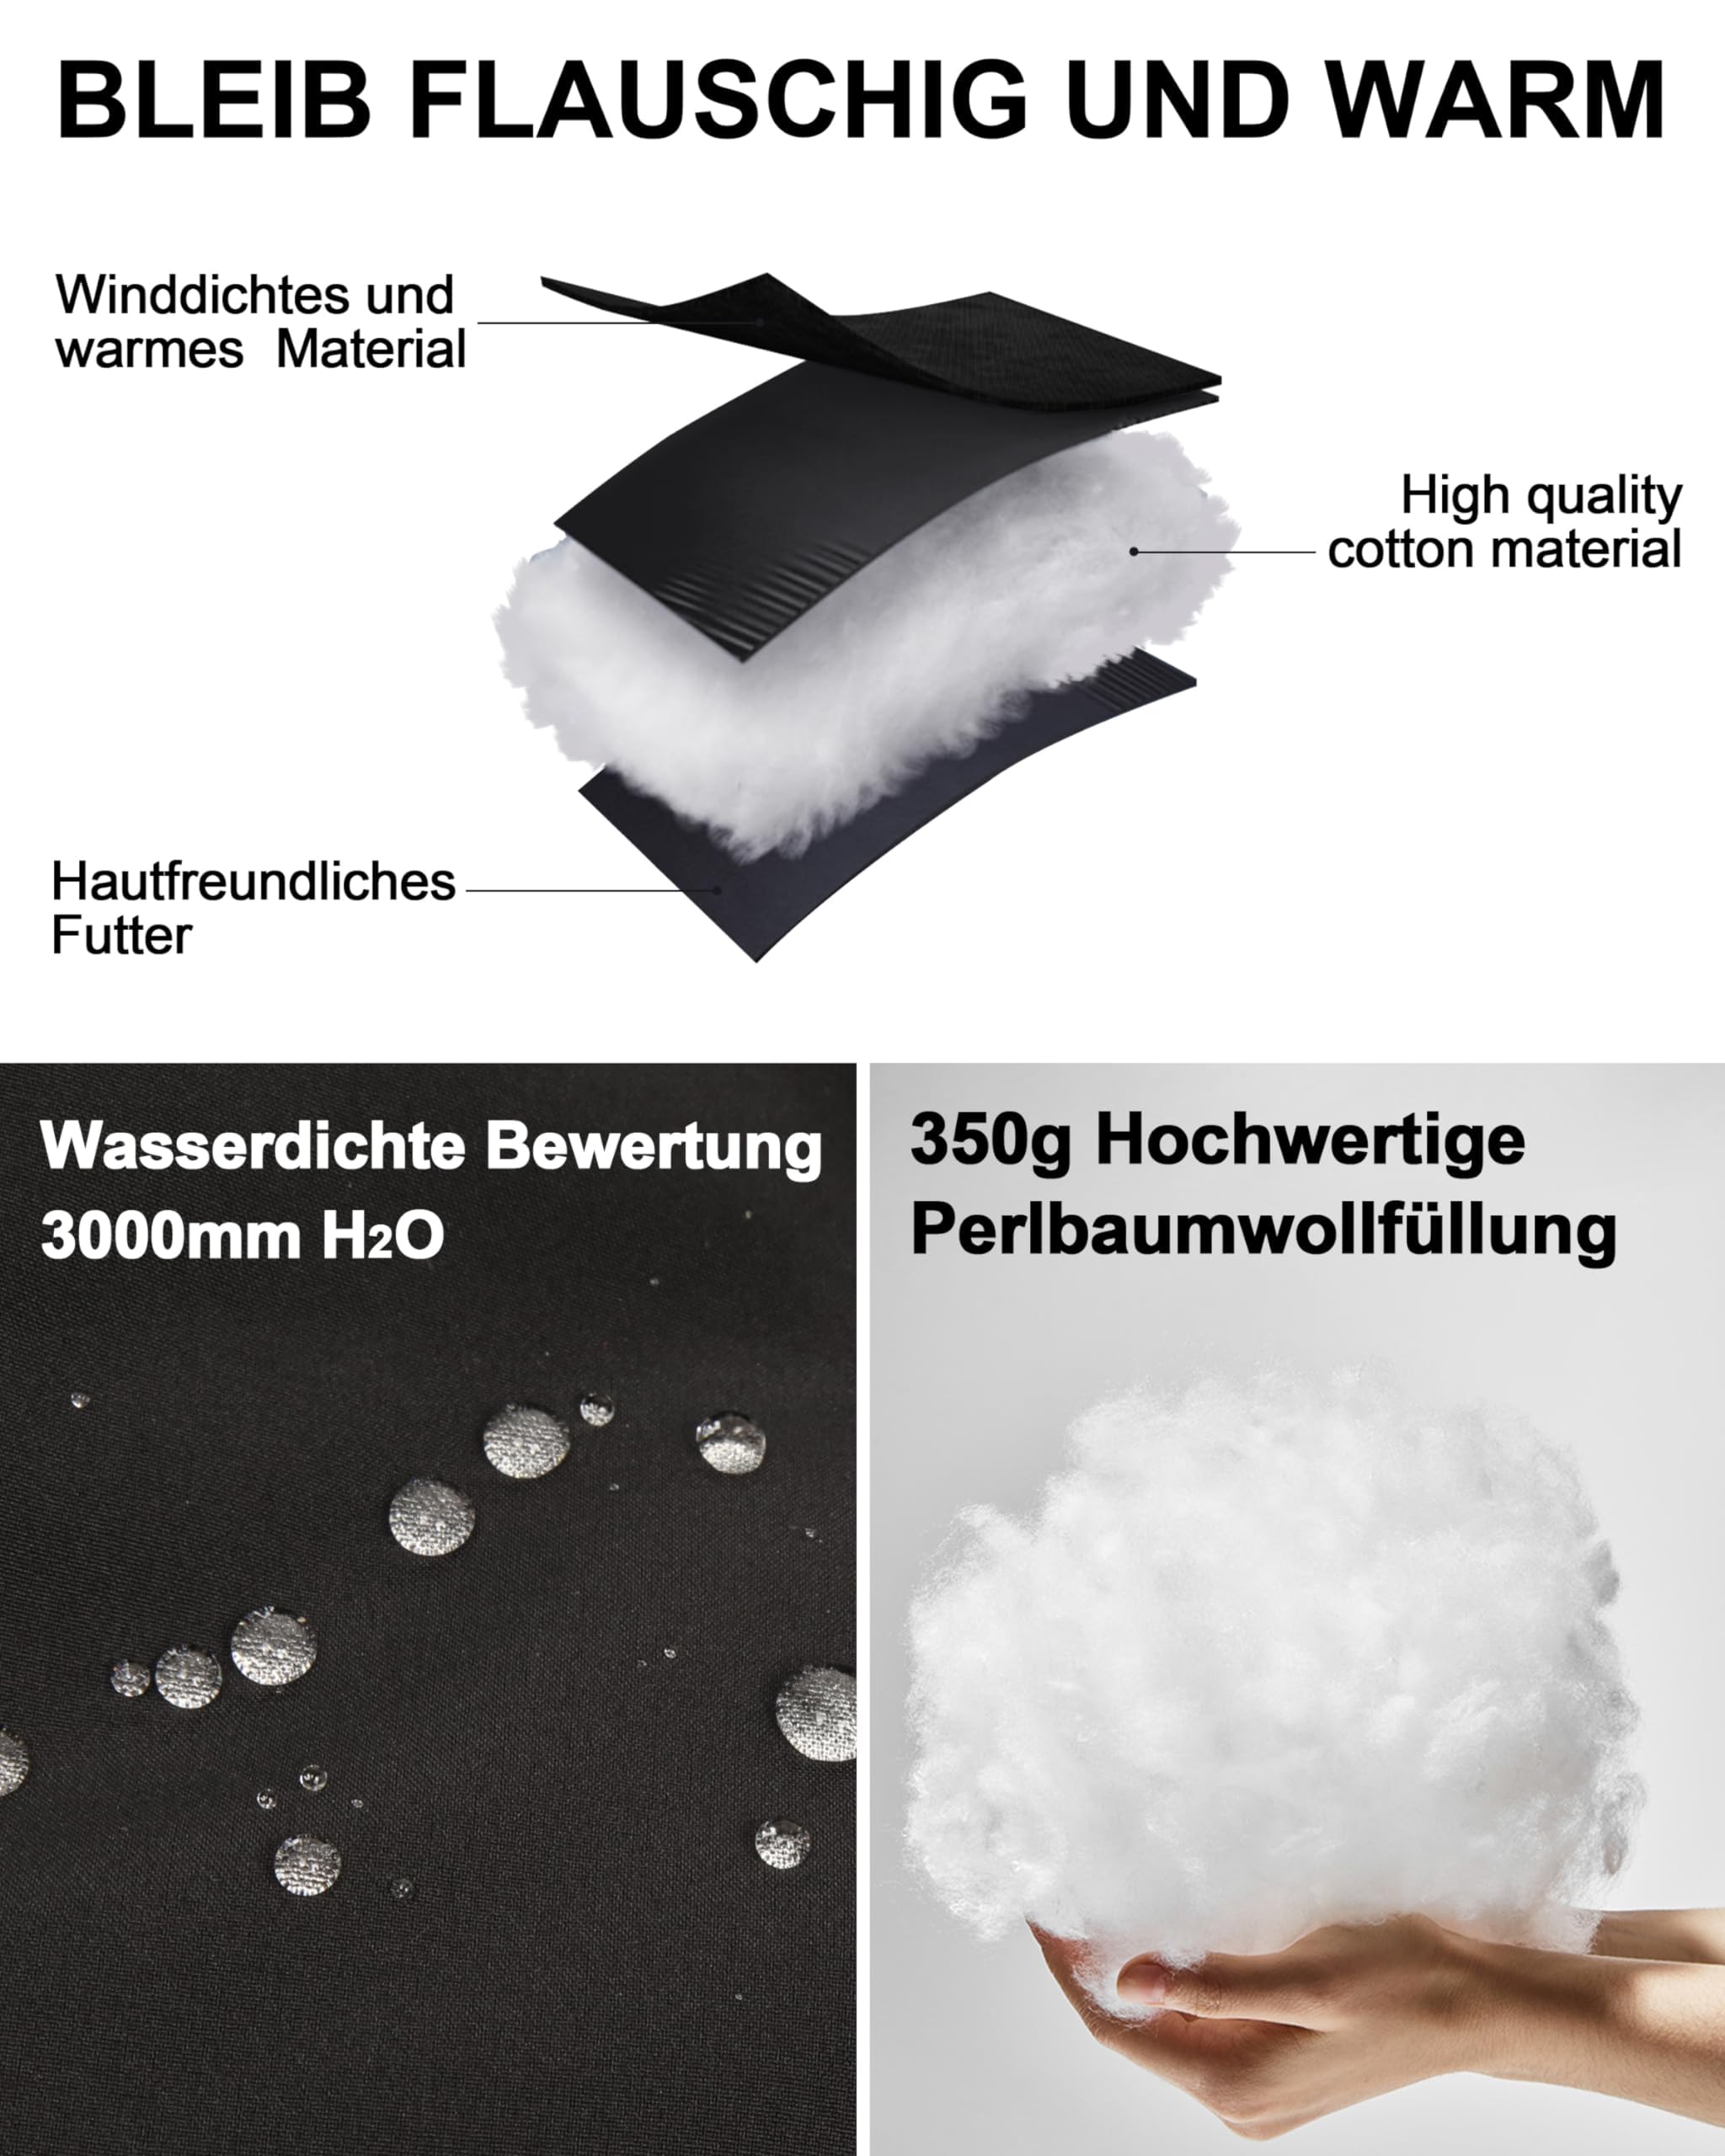 BLEIB FLAUSCHIG UND WARM
Winddichtes und
warmes  Material
High quality
cotton material
Hautfreundliches
Futter
Wasserdichte Bewertung
3000mm H₂O
350g Hochwertige
Perlbaumwollfüllung